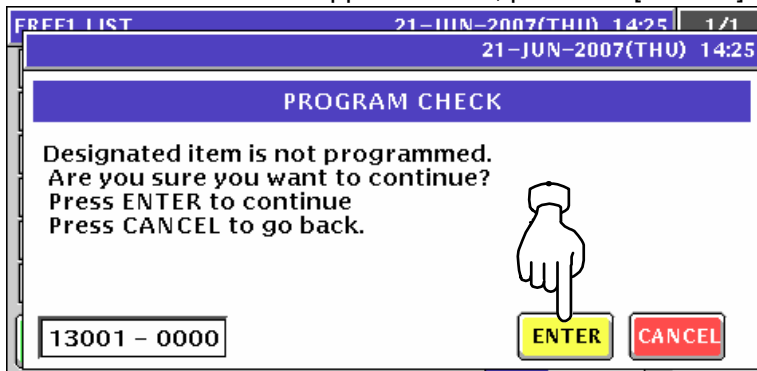 FREE1 LIST 21-JUN-2007(THU) 14:25 1/1
21-JUN-2007(THU) 14:25
PROGRAM CHECK
Designated item is not programmed.
Are you sure you want to continue?
Press ENTER to continue
Press CANCEL to go back.
13001 - 0000 ENTER CANCEL